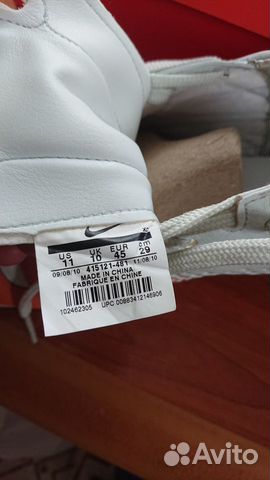 US UK EUR cm
11 10 45 29
09/08/10 415121-481 11/08/10
MADE IN CHINA
FABRIQUE EN CHINE
102462305 UPC 00883412146906
Avito